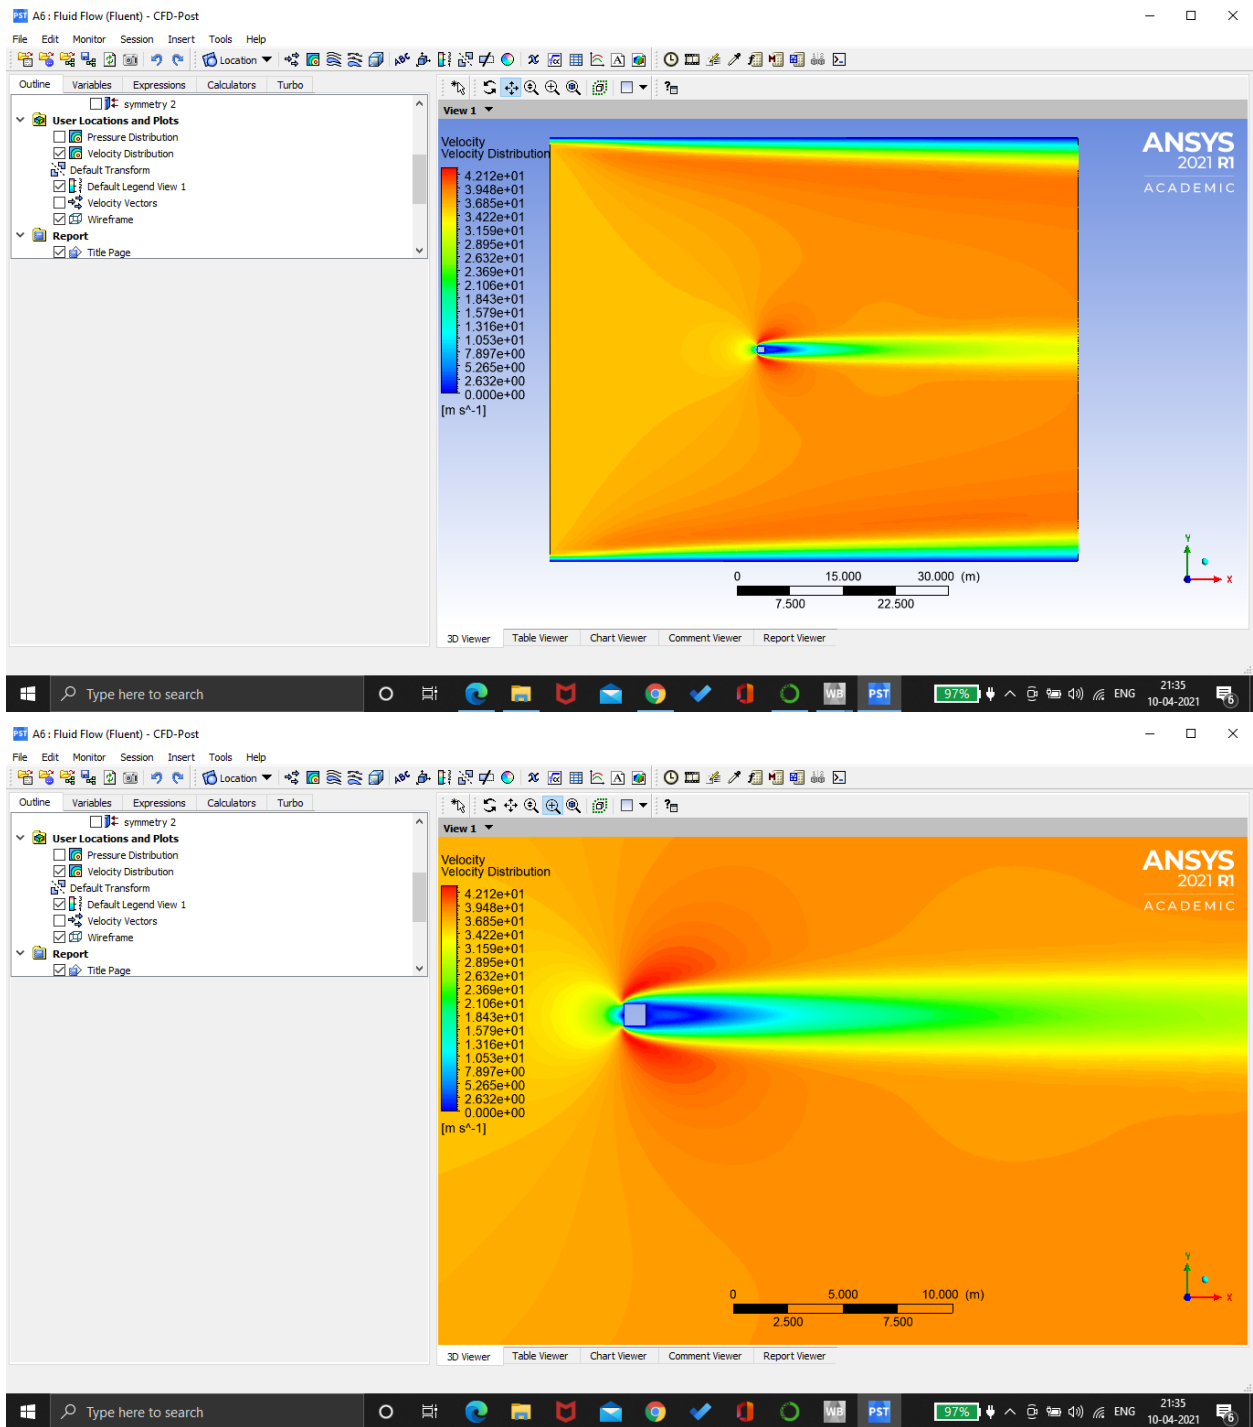 A6 : Fluid Flow (Fluent) - CFD-Post
File Edit Monitor Session Insert Tools Help
Location
Outline Variables Expressions Calculators Turbo
symmetry 2
User Locations and Plots
Pressure Distribution
Velocity Distribution
Default Transform
Default Legend View 1
Velocity Vectors
Wireframe
Report
Title Page
View 1
Velocity
Velocity Distribution
4.212e+01
3.948e+01
3.685e+01
3.422e+01
3.159e+01
2.895e+01
2.632e+01
2.369e+01
2.106e+01
1.843e+01
1.579e+01
1.316e+01
1.053e+01
7.897e+00
5.265e+00
2.632e+00
0.000e+00
[m s^-1]
ANSYS
2021 R1
ACADEMIC
Y
X
0 15.000 30.000 (m)
7.500 22.500
3D Viewer Table Viewer Chart Viewer Comment Viewer Report Viewer
Type here to search
WB PST 97% ENG 21:35
10-04-2021
6
A6 : Fluid Flow (Fluent) - CFD-Post
File Edit Monitor Session Insert Tools Help
Location
Outline Variables Expressions Calculators Turbo
symmetry 2
User Locations and Plots
Pressure Distribution
Velocity Distribution
Default Transform
Default Legend View 1
Velocity Vectors
Wireframe
Report
Title Page
View 1
Velocity
Velocity Distribution
4.212e+01
3.948e+01
3.685e+01
3.422e+01
3.159e+01
2.895e+01
2.632e+01
2.369e+01
2.106e+01
1.843e+01
1.579e+01
1.316e+01
1.053e+01
7.897e+00
5.265e+00
2.632e+00
0.000e+00
[m s^-1]
ANSYS
2021 R1
ACADEMIC
Y
X
0 5.000 10.000 (m)
2.500 7.500
3D Viewer Table Viewer Chart Viewer Comment Viewer Report Viewer
Type here to search
WB PST 97% ENG 21:35
10-04-2021
6